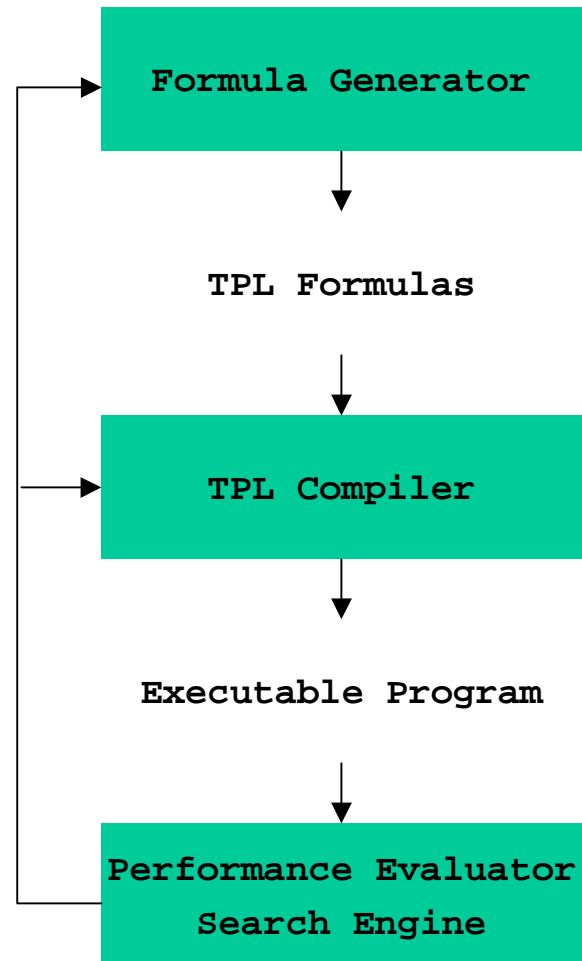 Formula Generator
TPL Formulas
TPL Compiler
Executable Program
Performance Evaluator
Search Engine